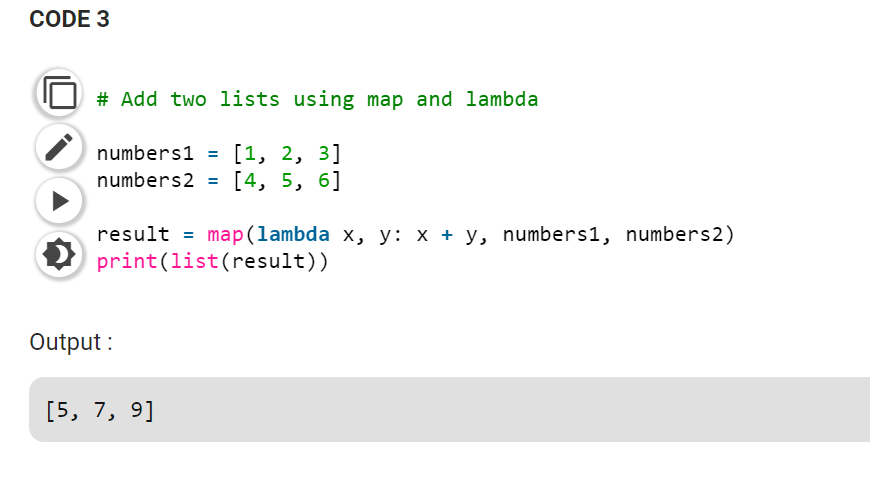 CODE 3
# Add two lists using map and lambda
numbers1 = [1, 2, 3]
numbers2 = [4, 5, 6]
result = map(lambda x, y: x + y, numbers1, numbers2)
print(list(result))
Output :
[5, 7, 9]